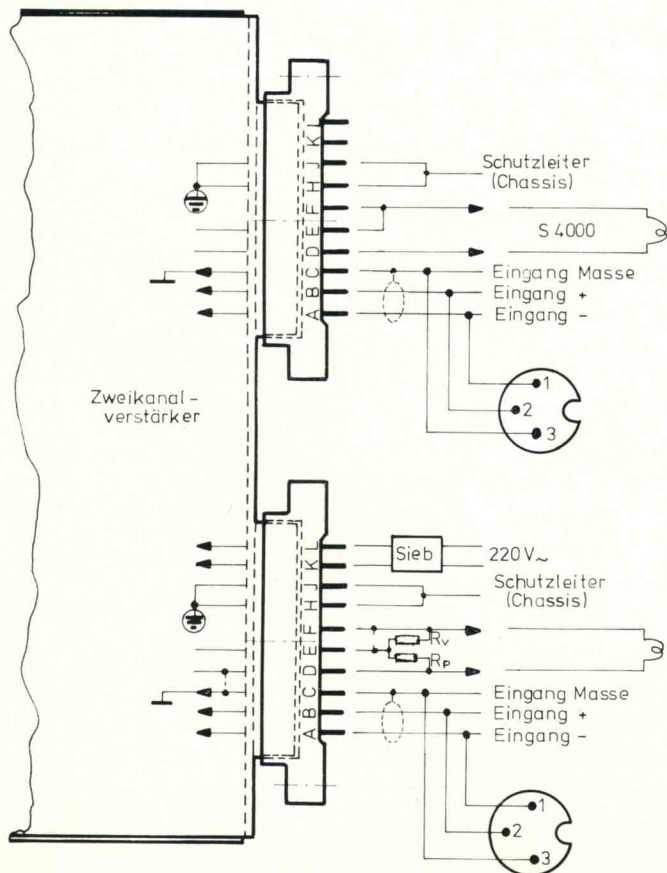 L
K
J
H
F
E
D
C
B
A
Schutzleiter
(Chassis)
S 4000
Eingang Masse
Eingang +
Eingang -
1
2
3
Zweikanal-
verstärker
L
K
J
H
F
E
D
C
B
A
Sieb
220V~
Schutzleiter
(Chassis)
Rv
Rp
Eingang Masse
Eingang +
Eingang -
1
2
3